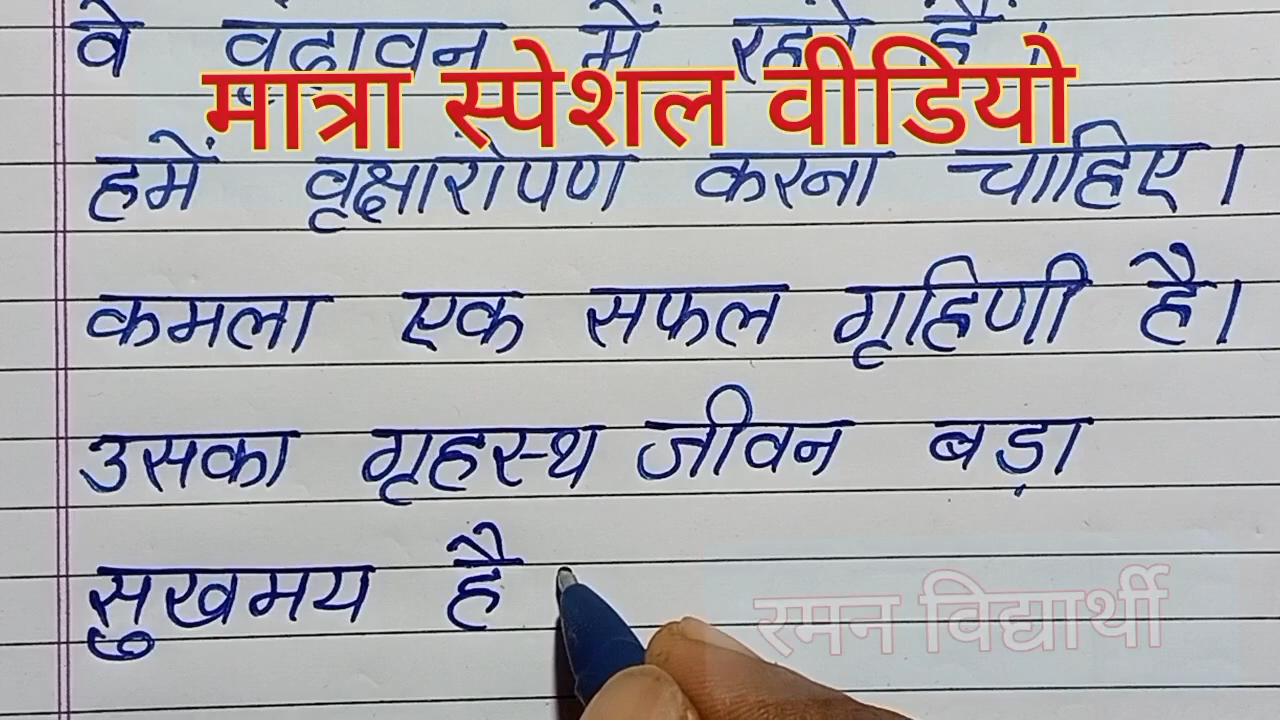 वे वृंदावन में रहते हैं।
मात्रा स्पेशल वीडियो
हमें वृक्षारोपण करना चाहिए।
कमला एक सफल गृहिणी है।
उसका गृहस्थ जीवन बड़ा
सुखमय है
रमन विद्यार्थी